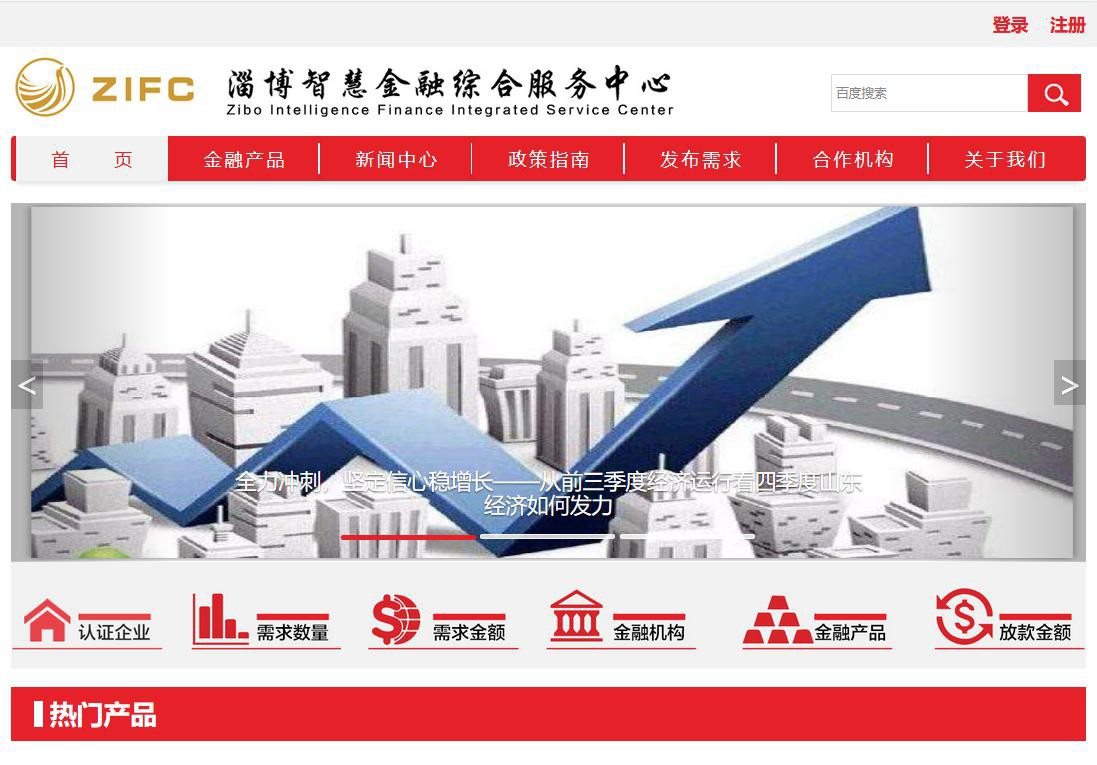 登录 注册
ZIFC
淄博智慧金融综合服务中心
Zibo Intelligence Finance Integrated Service Center
百度搜索
首 页 金融产品 新闻中心 政策指南 发布需求 合作机构 关于我们
< >
全力冲刺，坚定信心稳增长——从前三季度经济运行看四季度山东
经济如何发力
认证企业 需求数量 需求金额 金融机构 金融产品 放款金额
热门产品